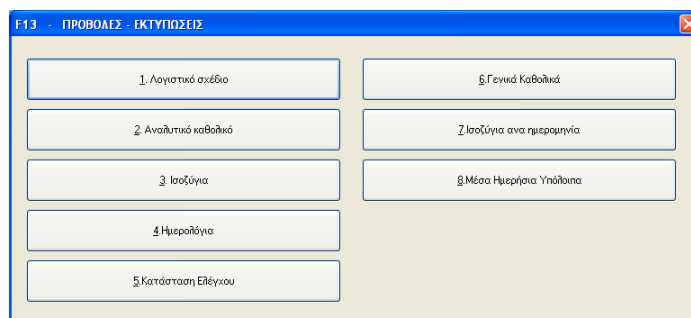 F13 - ΠΡΟΒΟΛΕΣ - ΕΚΤΥΠΩΣΕΙΣ
1. Λογιστικό σχέδιο
2. Αναλυτικό καθολικό
3. Ισοζύγια
4.Ημερολόγια
5.Κατάσταση Ελέγχου
6.Γενικά Καθολικά
7.Ισοζύγια ανα ημερομηνία
8.Μέσα Ημερήσια Υπόλοιπα